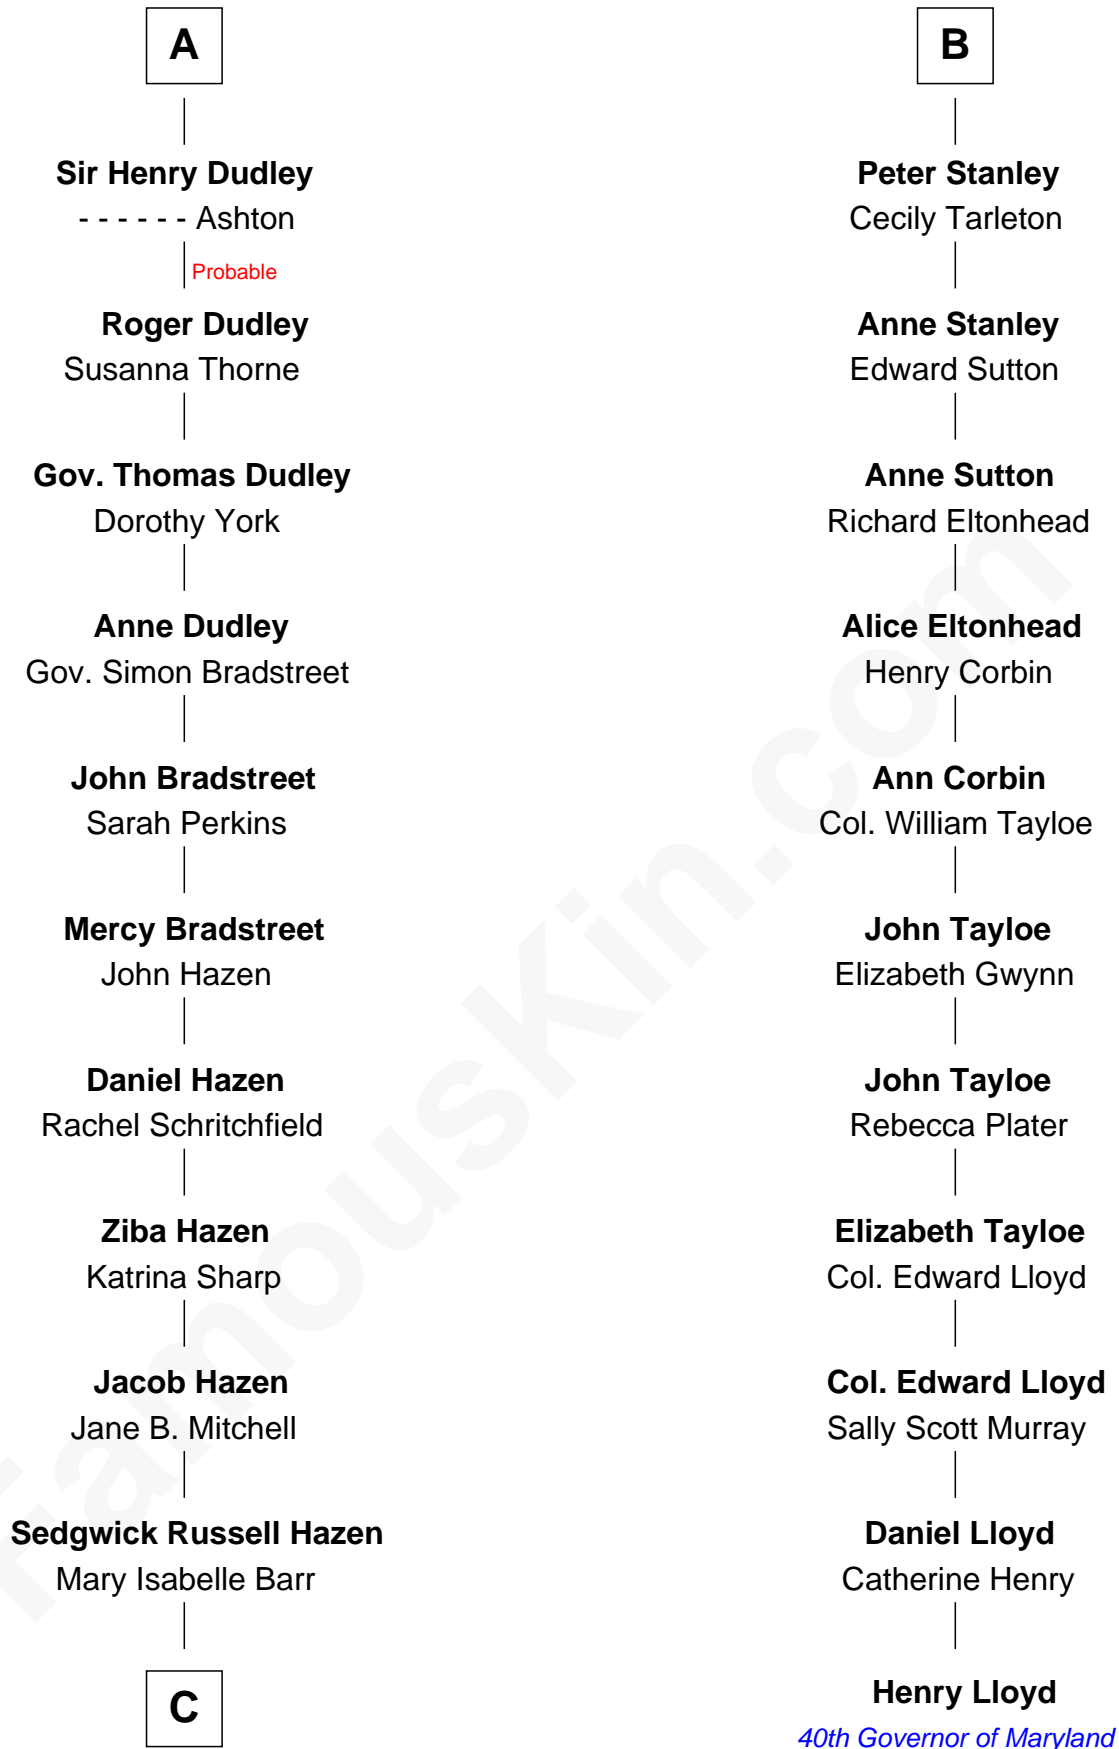 A
Sir Henry Dudley
- - - - - - Ashton
Probable
Roger Dudley
Susanna Thorne
Gov. Thomas Dudley
Dorothy York
Anne Dudley
Gov. Simon Bradstreet
John Bradstreet
Sarah Perkins
Mercy Bradstreet
John Hazen
Daniel Hazen
Rachel Schritchfield
Ziba Hazen
Katrina Sharp
Jacob Hazen
Jane B. Mitchell
Sedgwick Russell Hazen
Mary Isabelle Barr
C
B
Peter Stanley
Cecily Tarleton
Anne Stanley
Edward Sutton
Anne Sutton
Richard Eltonhead
Alice Eltonhead
Henry Corbin
Ann Corbin
Col. William Tayloe
John Tayloe
Elizabeth Gwynn
John Tayloe
Rebecca Plater
Elizabeth Tayloe
Col. Edward Lloyd
Col. Edward Lloyd
Sally Scott Murray
Daniel Lloyd
Catherine Henry
Henry Lloyd
40th Governor of Maryland
FamousKin.com